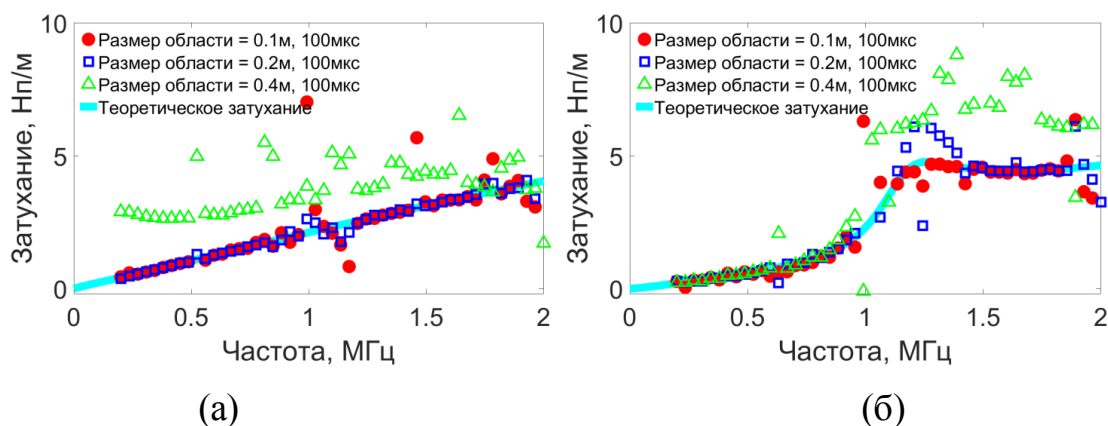 10
5
0
Затухание, Нп/м
Размер области = 0.1м, 100мкс
Размер области = 0.2м, 100мкс
Размер области = 0.4м, 100мкс
Теоретическое затухание
0 0.5 1 1.5 2
Частота, МГц
(а)
10
5
0
Затухание, Нп/м
Размер области = 0.1м, 100мкс
Размер области = 0.2м, 100мкс
Размер области = 0.4м, 100мкс
Теоретическое затухание
0 0.5 1 1.5 2
Частота, МГц
(б)